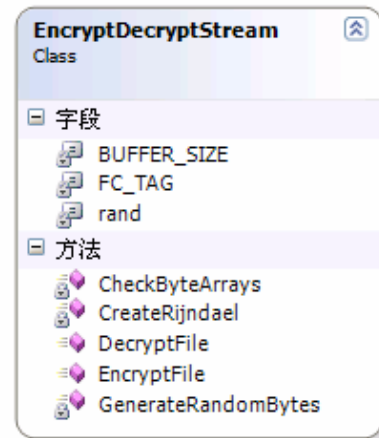 EncryptDecryptStream
Class
字段
BUFFER_SIZE
FC_TAG
rand
方法
CheckByteArrays
CreateRijndael
DecryptFile
EncryptFile
GenerateRandomBytes